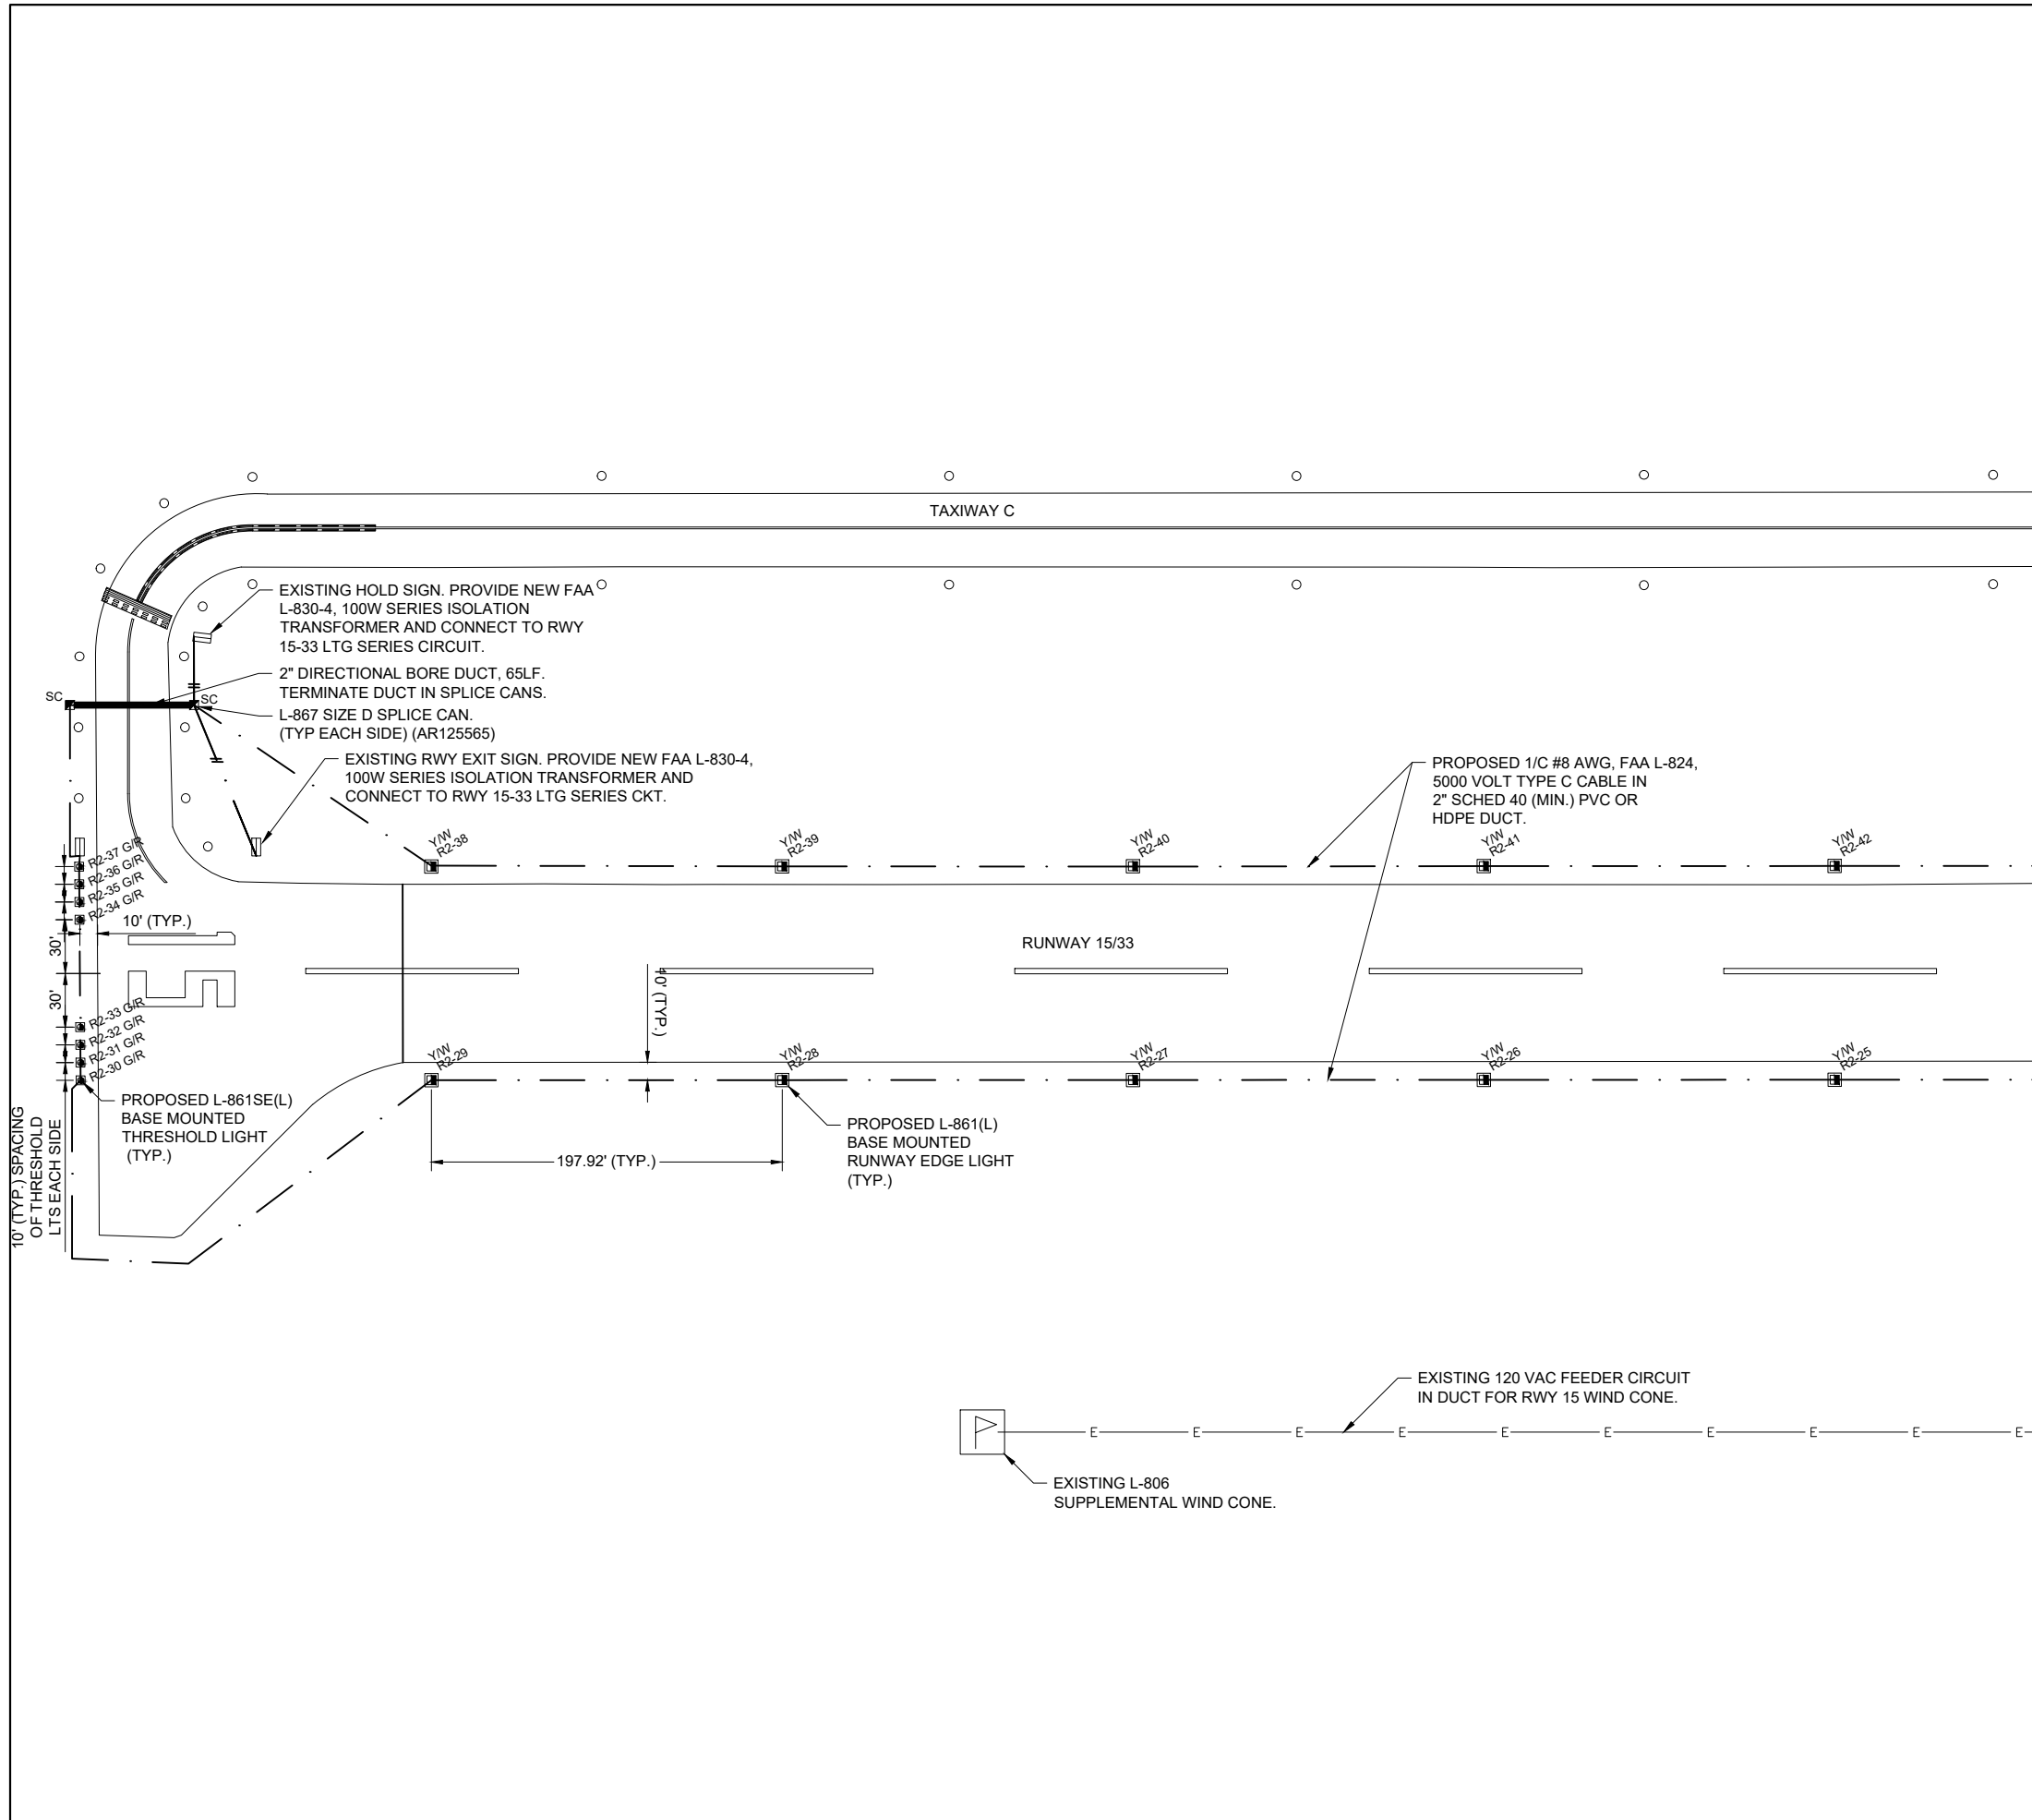 TAXIWAY C
EXISTING HOLD SIGN. PROVIDE NEW FAA
L-830-4, 100W SERIES ISOLATION
TRANSFORMER AND CONNECT TO RWY
15-33 LTG SERIES CIRCUIT.
2" DIRECTIONAL BORE DUCT, 65LF.
TERMINATE DUCT IN SPLICE CANS.
SC
SC
L-867 SIZE D SPLICE CAN.
(TYP EACH SIDE) (AR125565)
EXISTING RWY EXIT SIGN. PROVIDE NEW FAA L-830-4,
100W SERIES ISOLATION TRANSFORMER AND
CONNECT TO RWY 15-33 LTG SERIES CKT.
PROPOSED 1/C #8 AWG, FAA L-824,
5000 VOLT TYPE C CABLE IN
2" SCHED 40 (MIN.) PVC OR
HDPE DUCT.
Y/W
R2-38
Y/W
R2-39
Y/W
R2-40
Y/W
R2-41
Y/W
R2-42
R2-37 G/R
R2-36 G/R
R2-35 G/R
R2-34 G/R
10' (TYP.)
30'
RUNWAY 15/33
15
30'
10' (TYP.)
R2-33 G/R
R2-32 G/R
R2-31 G/R
R2-30 G/R
Y/W
R2-29
Y/W
R2-28
Y/W
R2-27
Y/W
R2-26
Y/W
R2-25
PROPOSED L-861SE(L)
BASE MOUNTED
THRESHOLD LIGHT
(TYP.)
10' (TYP.) SPACING
OF THRESHOLD
LTS EACH SIDE
197.92' (TYP.)
PROPOSED L-861(L)
BASE MOUNTED
RUNWAY EDGE LIGHT
(TYP.)
EXISTING 120 VAC FEEDER CIRCUIT
IN DUCT FOR RWY 15 WIND CONE.
E E E E E E E E E E
EXISTING L-806
SUPPLEMENTAL WIND CONE.